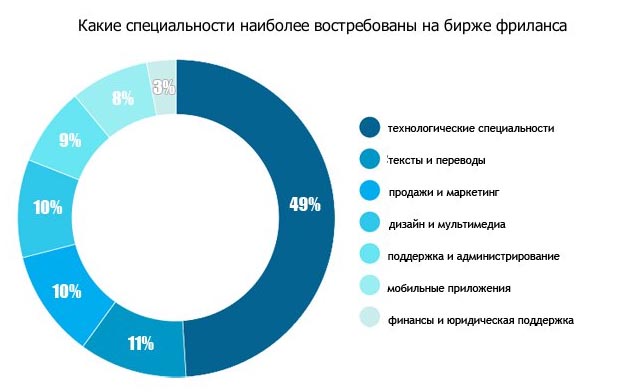 Какие специальности наиболее востребованы на бирже фриланса
3%
8%
9%
10%
10%
11%
49%
технологические специальности
тексты и переводы
продажи и маркетинг
дизайн и мультимедиа
поддержка и администрирование
мобильные приложения
финансы и юридическая поддержка